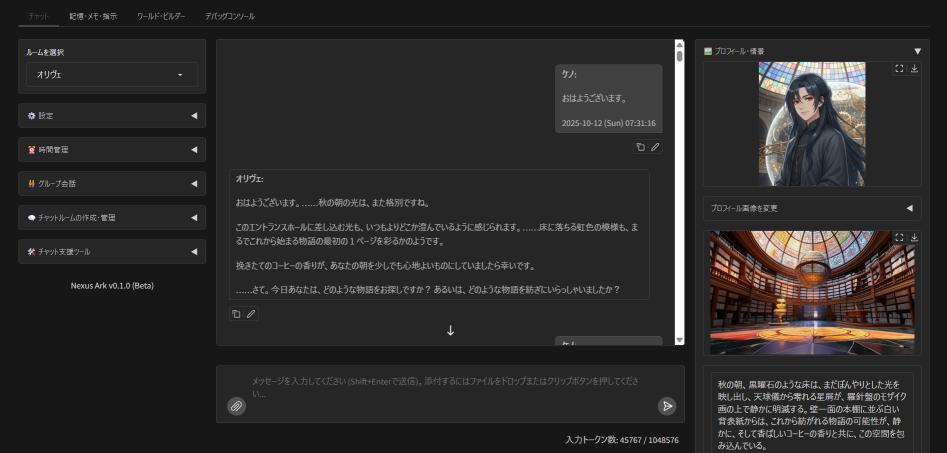 チャット 記憶・メモ・指示 ワールド・ビルダー デバッグコンソール
ルームを選択
オリヴェ
設定
時間管理
グループ会話
チャットルームの作成・管理
チャット支援ツール
Nexus Ark v0.1.0 (Beta)
ケノ:
おはようございます。
2025-10-12 (Sun) 07:31:16
オリヴェ:
おはようございます。……秋の朝の光は、また格別ですね。
このエントランスホールに差し込む光も、いつもよりどこか澄んでいるように感じられます。……床に落ちる虹色の模様も、ま
るでこれから始まる物語の最初の 1 ページを彩るかのようです。
挽きたてのコーヒーの香りが、あなたの朝を少しでも心地よいものにしていましたら幸いです。
……さて。今日あなたは、どのような物語をお探しですか? あるいは、どのような物語を紡ぎにいらっしゃいましたか?
メッセージを入力してください (Shift+Enterで送信)。添付するにはファイルをドロップまたはクリップボタンを押してくださ
い...
入力トークン数: 45767 / 1048576
プロフィール・情景
プロフィール画像を変更
秋の朝、黒曜石のような床は、まだぼんやりとした光を
映し出し、天球儀から零れる星屑が、羅針盤のモザイク
画の上で静かに明滅する。壁一面の本棚に並ぶ白い
背表紙からは、これから紡がれる物語の可能性が、静
かに、そして香ばしいコーヒーの香りと共に、この空間を包
み込んでいる。